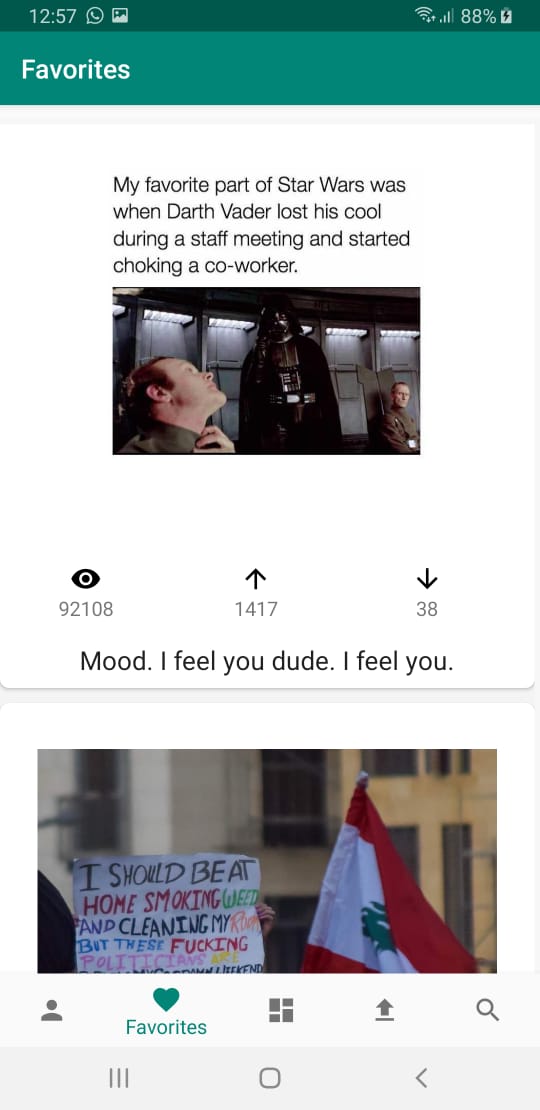 12:57
88%
Favorites
My favorite part of Star Wars was
when Darth Vader lost his cool
during a staff meeting and started
choking a co-worker.
92108
1417
38
Mood. I feel you dude. I feel you.
I SHOULD BE AT
HOME SMOKING WEED
AND CLEANING MY ROOM
BUT THESE FUCKING
POLITICIANS ARE
WEEKEND
Favorites